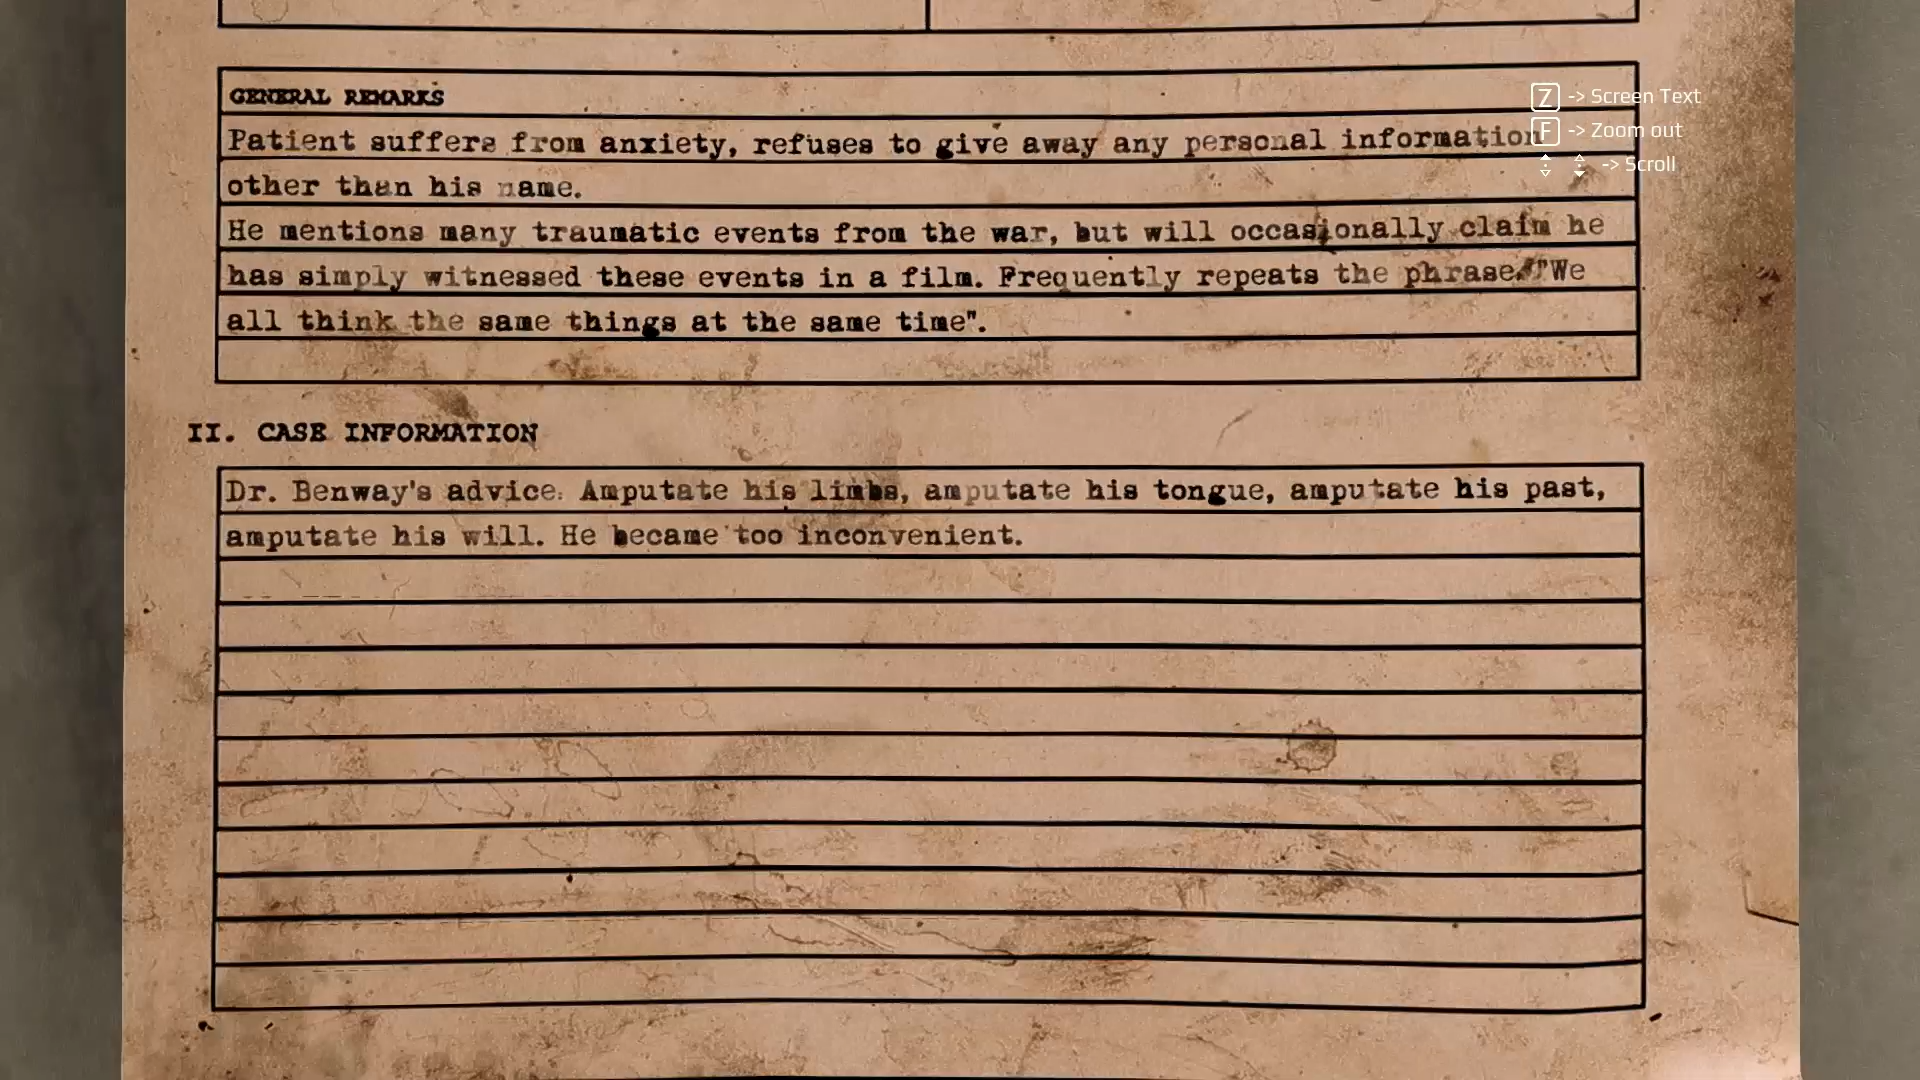 GENERAL REMARKS
Patient suffers from anxiety, refuses to give away any personal information
other than his name.
He mentions many traumatic events from the war, but will occasionally claim he
has simply witnessed these events in a film. Frequently repeats the phrase: "We
all think the same things at the same time".
II. CASE INFORMATION
Dr. Benway's advice: Amputate his limbs, amputate his tongue, amputate his past,
amputate his will. He became too inconvenient.
Z -> Screen Text
F -> Zoom out
-> Scroll